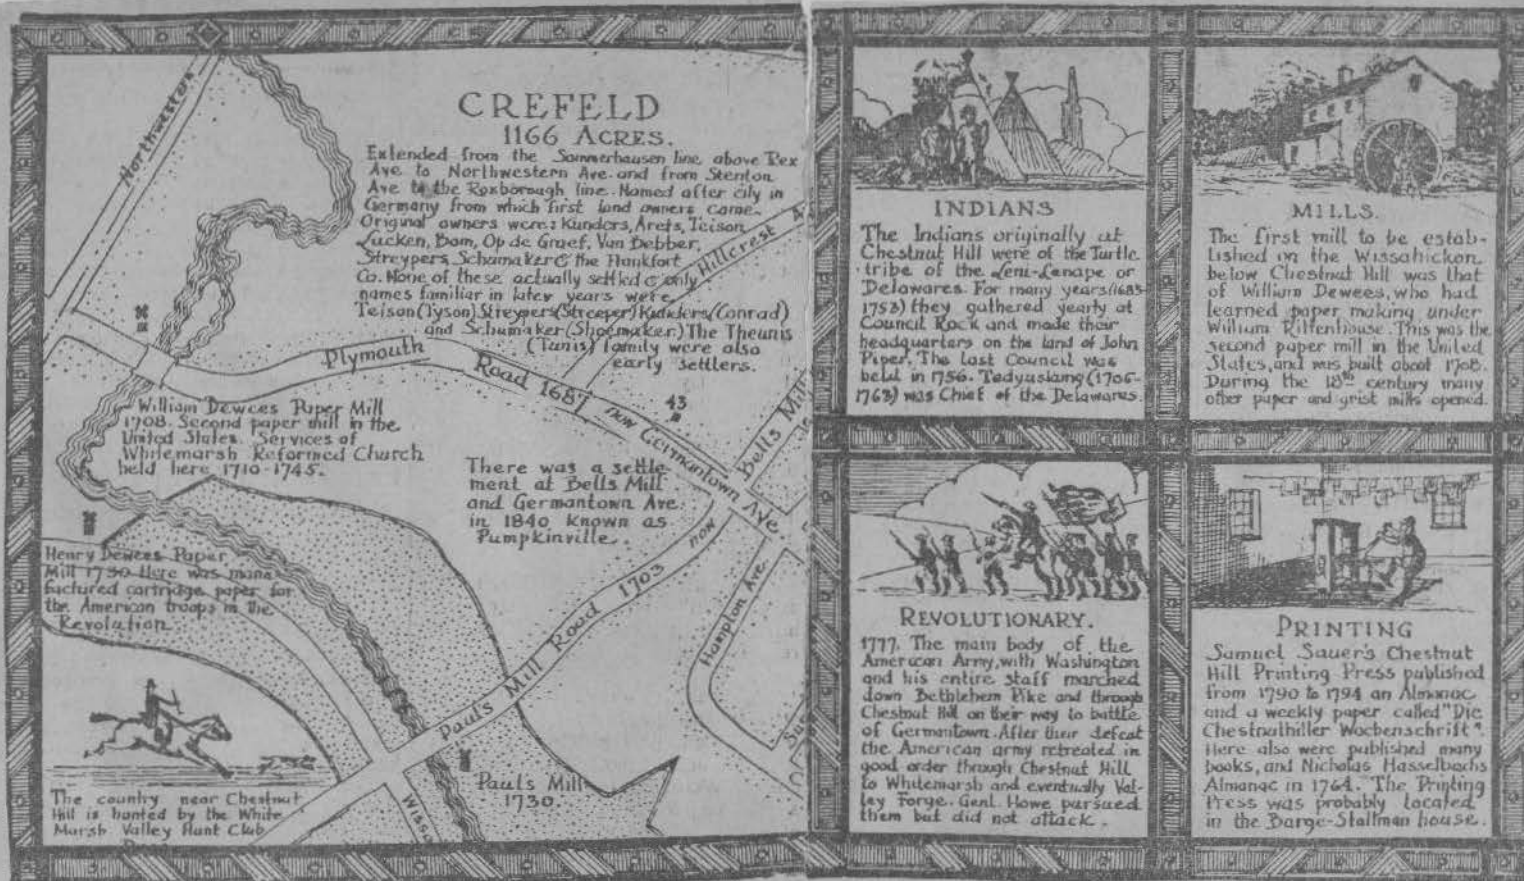 Northwestern
CREFELD
1166 ACRES.
Extended from the Sommerhausen line above Rex
Ave to Northwestern Ave. and from Stenton
Ave to the Roxborough line. Named after city in
Germany from which first land owners came.
Original owners were: Kunders, Arets, Teison,
Lucken, Bom, Op de Graef, Van Bebber,
Streypers, Schumaker & the Frankfort
Co. None of these actually settled & only
names familiar in later years were
Teison (Tyson) Streypers (Streeper) Kunders (Conrad)
and Schumaker (Shoemaker.) The Theunis
(Tunis) family were also
early settlers.
Hillcrest
Plymouth Road 1687 now Germantown Ave.
43
Bells Mill
William Dewees Paper Mill
1708. Second paper mill in the
United States. Services of
Whitemarsh Reformed Church
held here 1710-1745.
There was a settle-
ment at Bells Mill
and Germantown Ave.
in 1840 known as
Pumpkinville.
Henry Dewees Paper
Mill 1730 Here was manu
factured cartridge paper for
the American troops in the
Revolution
Paul's Mill Road 1703 now
Hampton Ave.
Paul's Mill
1730.
Wissa
The country near Chestnut
Hill is hunted by the White
Marsh Valley Hunt Club
INDIANS
The Indians originally at
Chestnut Hill were of the Turtle
tribe of the Leni-Lenape or
Delawares. For many years (1683-
1753) they gathered yearly at
Council Rock and made their
headquarters on the land of John
Piper. The Last Council was
held in 1756. Tedyuskung (1705-
1763) was Chief of the Delawares.
MILLS.
The first mill to be estab-
lished on the Wissahickon
below Chestnut Hill was that
of William Dewees, who had
learned paper making under
William Rittenhouse. This was the
second paper mill in the United
States, and was built about 1708.
During the 18th century many
other paper and grist mills opened.
REVOLUTIONARY.
1777. The main body of the
American Army, with Washington
and his entire staff marched
down Bethlehem Pike and through
Chestnut Hill on their way to battle
of Germantown. After their defeat
the American army retreated in
good order through Chestnut Hill
to Whitemarsh and eventually Val-
ley Forge. Genl. Howe pursued
them but did not attack.
PRINTING
Samuel Sauer's Chestnut
Hill Printing Press published
from 1790 to 1794 an Almanac
and a weekly paper called "Die
Chestnuthiller Wochenschrift".
Here also were published many
books, and Nicholas Hasselbachs
Almanac in 1764. The Printing
Press was probably located
in the Barge-Stallman house.